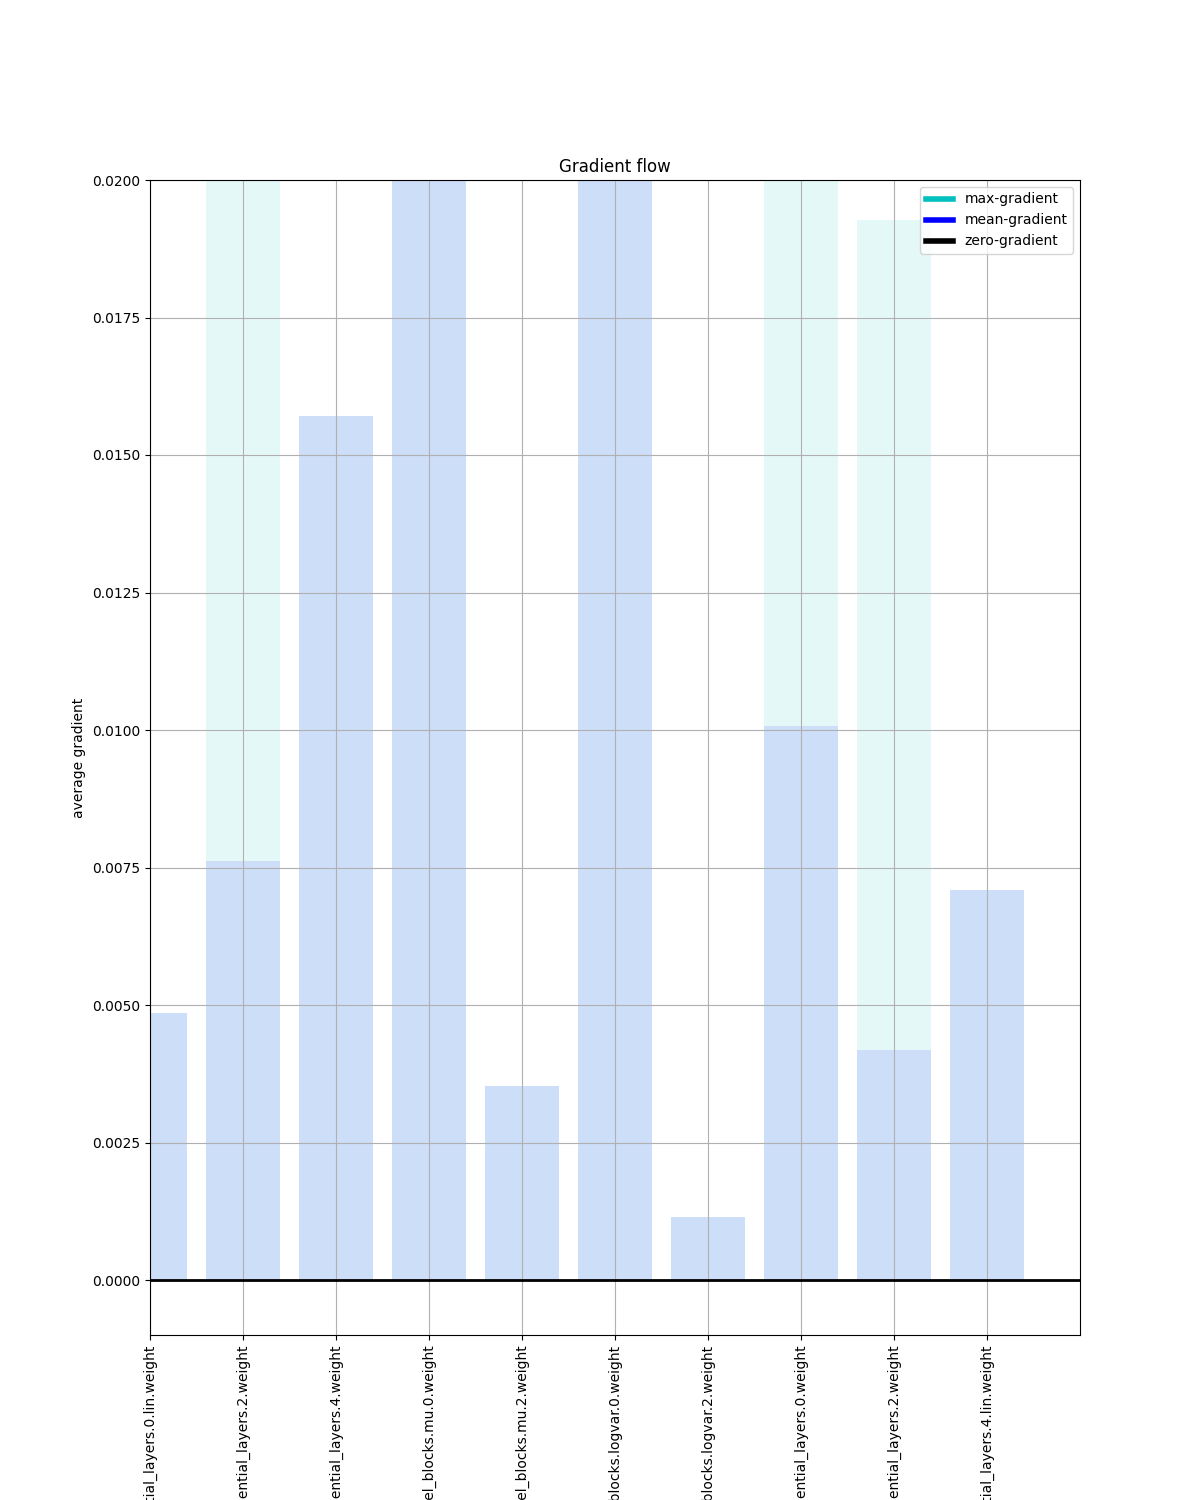 Gradient flow
max-gradient
mean-gradient
zero-gradient
average gradient
0.0200
0.0175
0.0150
0.0125
0.0100
0.0075
0.0050
0.0025
0.0000
tial_layers.0.lin.weight
ential_layers.2.weight
ential_layers.4.weight
el_blocks.mu.0.weight
el_blocks.mu.2.weight
blocks.logvar.0.weight
blocks.logvar.2.weight
ential_layers.0.weight
ential_layers.2.weight
tial_layers.4.lin.weight